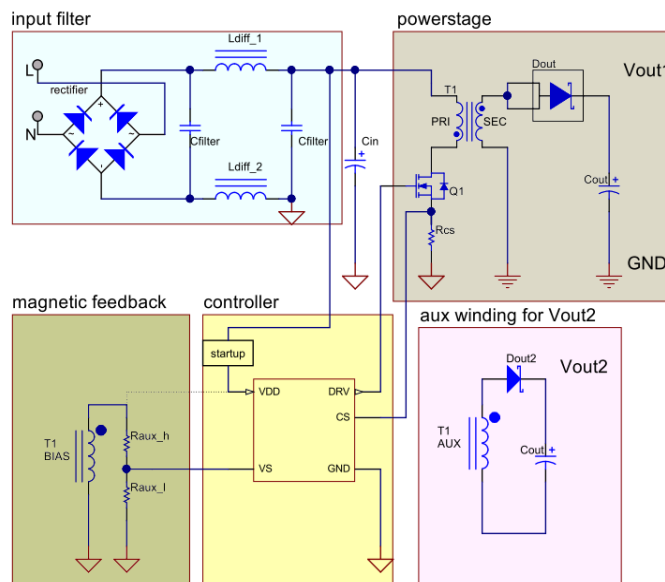 input filter
powerstage
Ldiff_1
L
rectifier
Dout
Vout1
T1
N
+
~
~
-
Cfilter
Cfilter
+
Cin
PRI
SEC
Ldiff_2
Q1
Cout
+
Rcs
GND
magnetic feedback
controller
aux winding for Vout2
startup
Dout2
Vout2
VDD
DRV
CS
T1
BIAS
Raux_h
T1
AUX
Cout
+
VS
GND
Raux_l